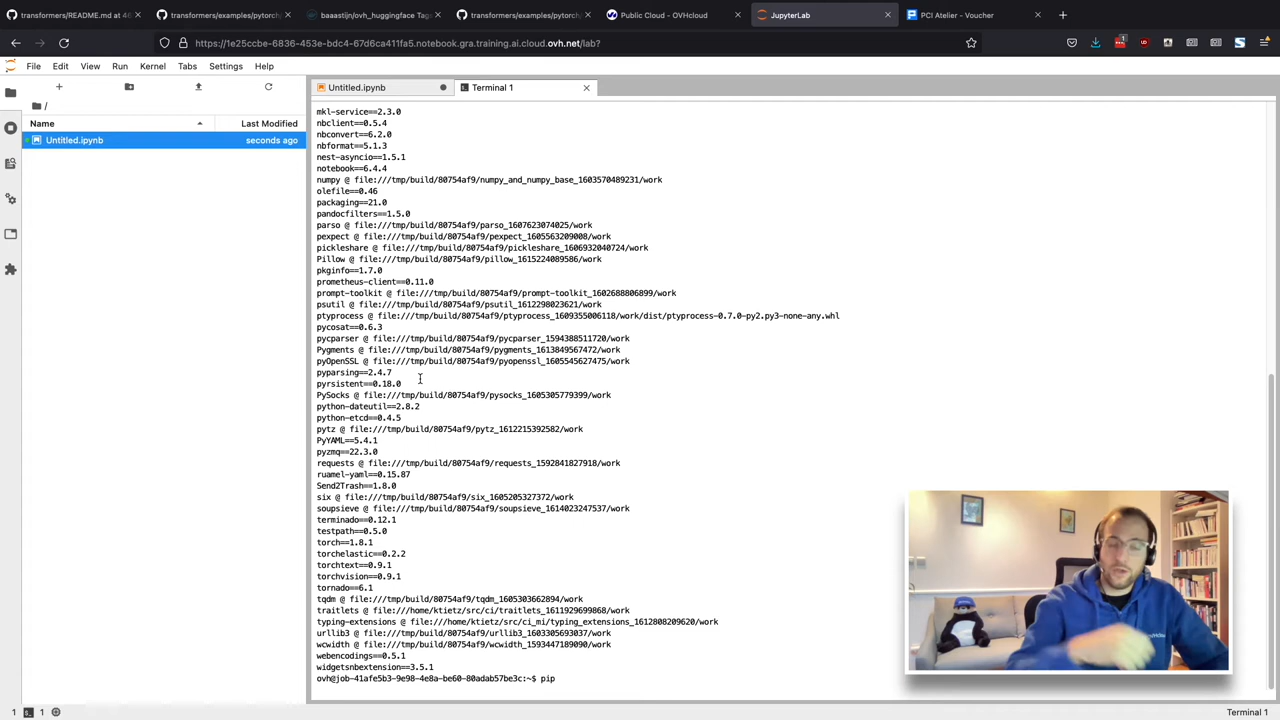 transformers/README.md at 46
transformers/examples/pytorch
baaastijn/ovh_huggingface Tags
transformers/examples/pytorch
Public Cloud - OVHcloud
JupyterLab
PCI Atelier - Voucher
https://1e25ccbe-6836-453e-bdc4-67d6ca411fa5.notebook.gra.training.ai.cloud.ovh.net/lab?
File Edit View Run Kernel Tabs Settings Help
Untitled.ipynb
Terminal 1
/
Name Last Modified
Untitled.ipynb seconds ago
mkl-service==2.3.0
nbclient==0.5.4
nbconvert==6.2.0
nbformat==5.1.3
nest-asyncio==1.5.1
notebook==6.4.4
numpy @ file:///tmp/build/80754af9/numpy_and_numpy_base_1603570489231/work
olefile==0.46
packaging==21.0
pandocfilters==1.5.0
parso @ file:///tmp/build/80754af9/parso_1607623074025/work
pexpect @ file:///tmp/build/80754af9/pexpect_1605563209008/work
pickleshare @ file:///tmp/build/80754af9/pickleshare_1606932040724/work
Pillow @ file:///tmp/build/80754af9/pillow_1615224089586/work
pkginfo==1.7.0
prometheus-client==0.11.0
prompt-toolkit @ file:///tmp/build/80754af9/prompt-toolkit_1602688806899/work
psutil @ file:///tmp/build/80754af9/psutil_1612298023621/work
ptyprocess @ file:///tmp/build/80754af9/ptyprocess_1609355006118/work/dist/ptyprocess-0.7.0-py2.py3-none-any.whl
pycosat==0.6.3
pycparser @ file:///tmp/build/80754af9/pycparser_1594388511720/work
Pygments @ file:///tmp/build/80754af9/pygments_1613849567472/work
pyOpenSSL @ file:///tmp/build/80754af9/pyopenssl_1605545627475/work
pyparsing==2.4.7
pyrsistent==0.18.0
PySocks @ file:///tmp/build/80754af9/pysocks_1605305779399/work
python-dateutil==2.8.2
python-etcd==0.4.5
pytz @ file:///tmp/build/80754af9/pytz_1612215392582/work
PyYAML==5.4.1
pyzmq==22.3.0
requests @ file:///tmp/build/80754af9/requests_1592841827918/work
ruamel-yaml==0.15.87
Send2Trash==1.8.0
six @ file:///tmp/build/80754af9/six_1605205327372/work
soupsieve @ file:///tmp/build/80754af9/soupsieve_1614023247537/work
terminado==0.12.1
testpath==0.5.0
torch==1.8.1
torchelastic==0.2.2
torchtext==0.9.1
torchvision==0.9.1
tornado==6.1
tqdm @ file:///tmp/build/80754af9/tqdm_1605303662894/work
traitlets @ file:///home/ktietz/src/ci/traitlets_1611929699868/work
typing-extensions @ file:///home/ktietz/src/ci_mi/typing_extensions_1612808209620/work
urllib3 @ file:///tmp/build/80754af9/urllib3_1603305693037/work
wcwidth @ file:///tmp/build/80754af9/wcwidth_1593447189090/work
webencodings==0.5.1
widgetsnbextension==3.5.1
ovh@job-41afe5b3-9e98-4e8a-be60-80adab57be3c:~$ pip
1 1
Terminal 1